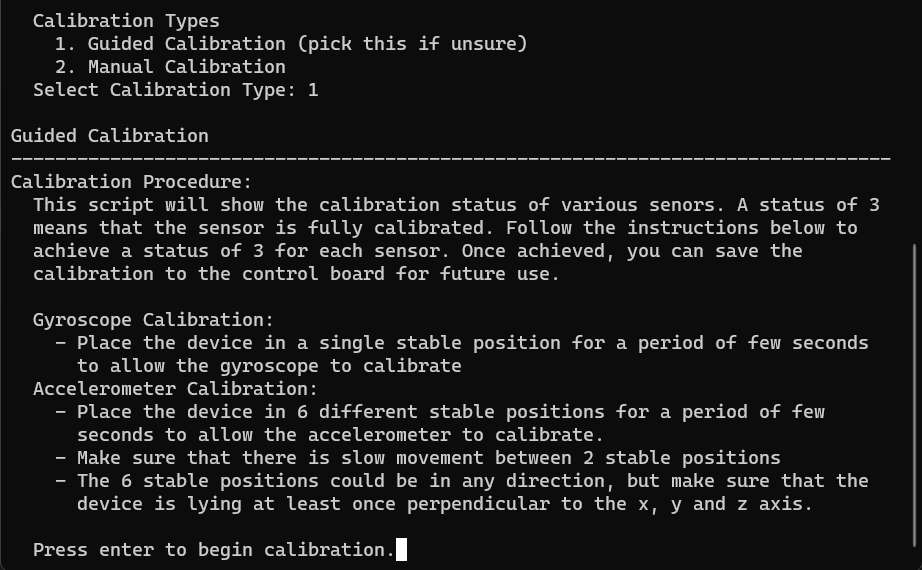 Calibration Types
1. Guided Calibration (pick this if unsure)
2. Manual Calibration
Select Calibration Type: 1
Guided Calibration
--------------------------------------------------------------------------------
Calibration Procedure:
This script will show the calibration status of various senors. A status of 3
means that the sensor is fully calibrated. Follow the instructions below to
achieve a status of 3 for each sensor. Once achieved, you can save the
calibration to the control board for future use.
Gyroscope Calibration:
- Place the device in a single stable position for a period of few seconds
to allow the gyroscope to calibrate
Accelerometer Calibration:
- Place the device in 6 different stable positions for a period of few
seconds to allow the accelerometer to calibrate.
- Make sure that there is slow movement between 2 stable positions
- The 6 stable positions could be in any direction, but make sure that the
device is lying at least once perpendicular to the x, y and z axis.
Press enter to begin calibration.